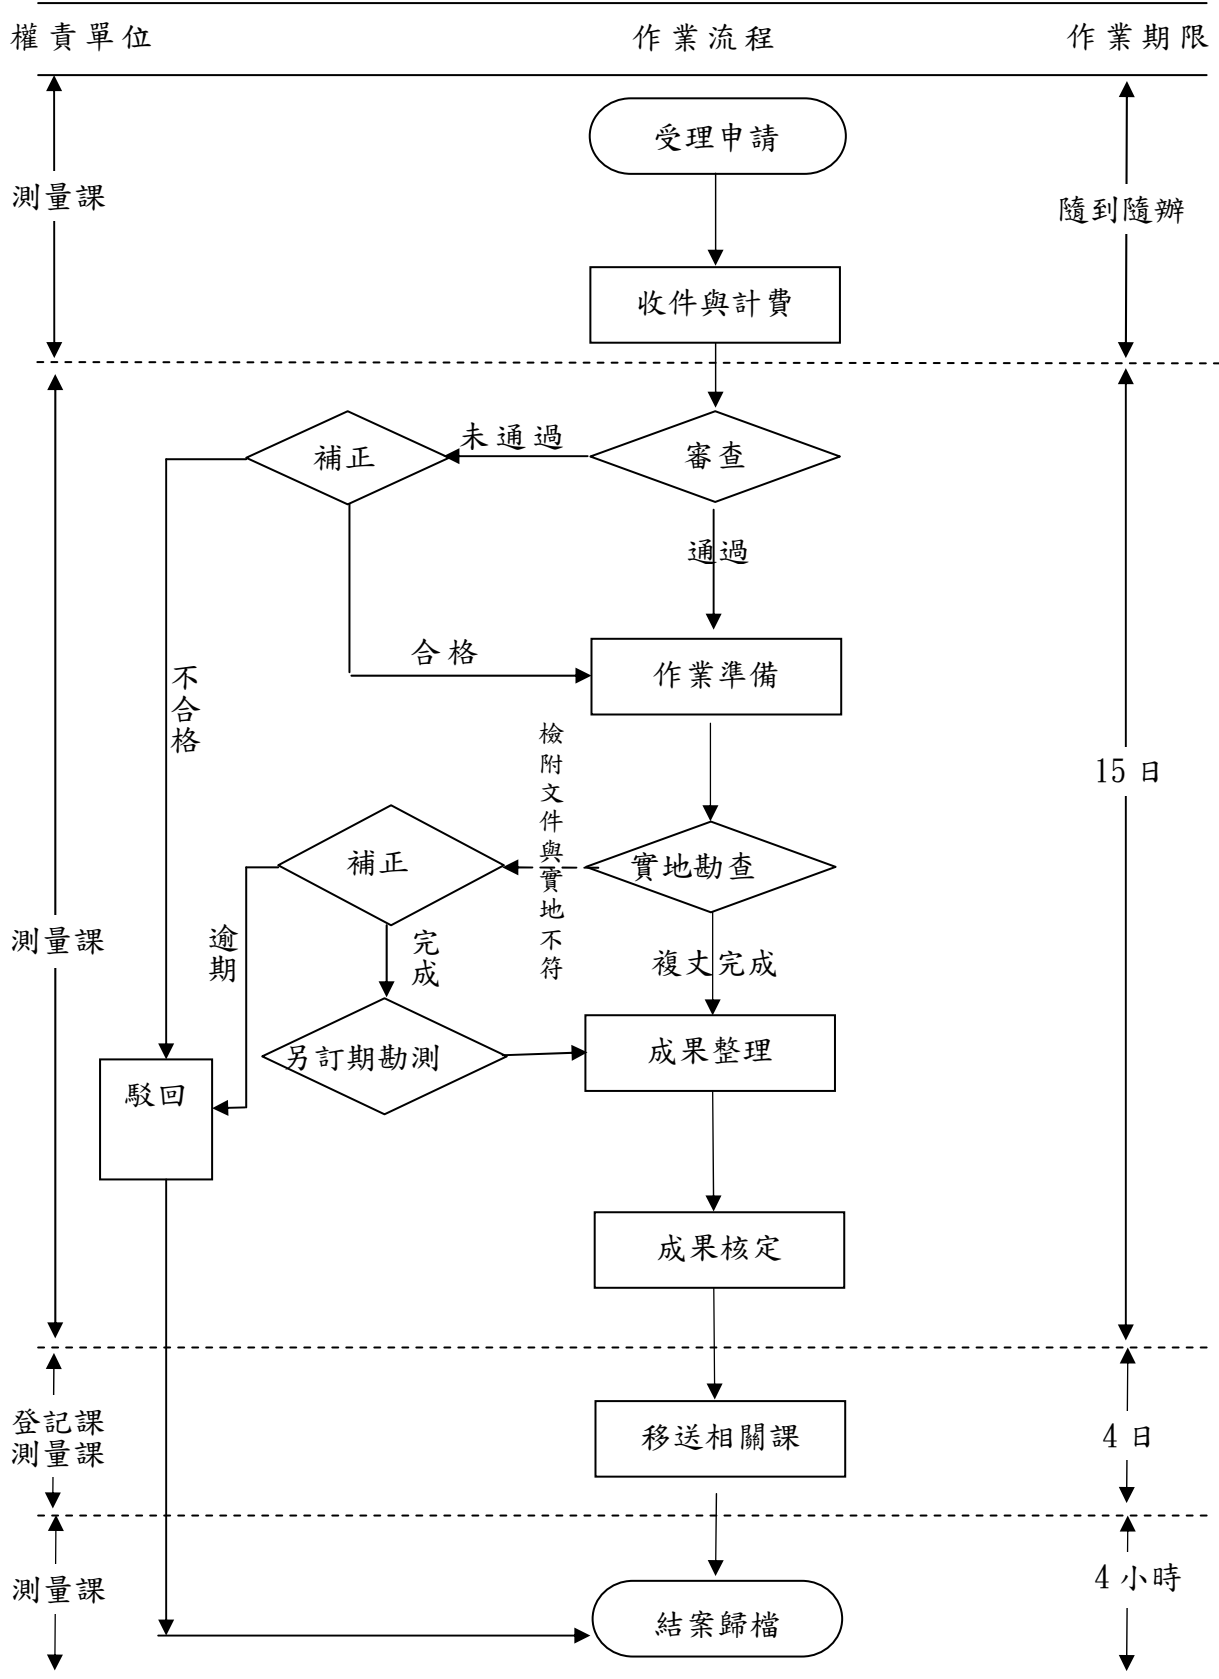 權責單位
作業流程
作業期限
受理申請
測量課
隨到隨辦
收件與計費
未通過
補正
審查
通過
合格
作業準備
不合格
檢附文件與實地不符
15日
補正
實地勘查
逾期
完成
測量課
複丈完成
另訂期勘測
成果整理
駁回
成果核定
登記課
測量課
移送相關課
4日
測量課
4小時
結案歸檔